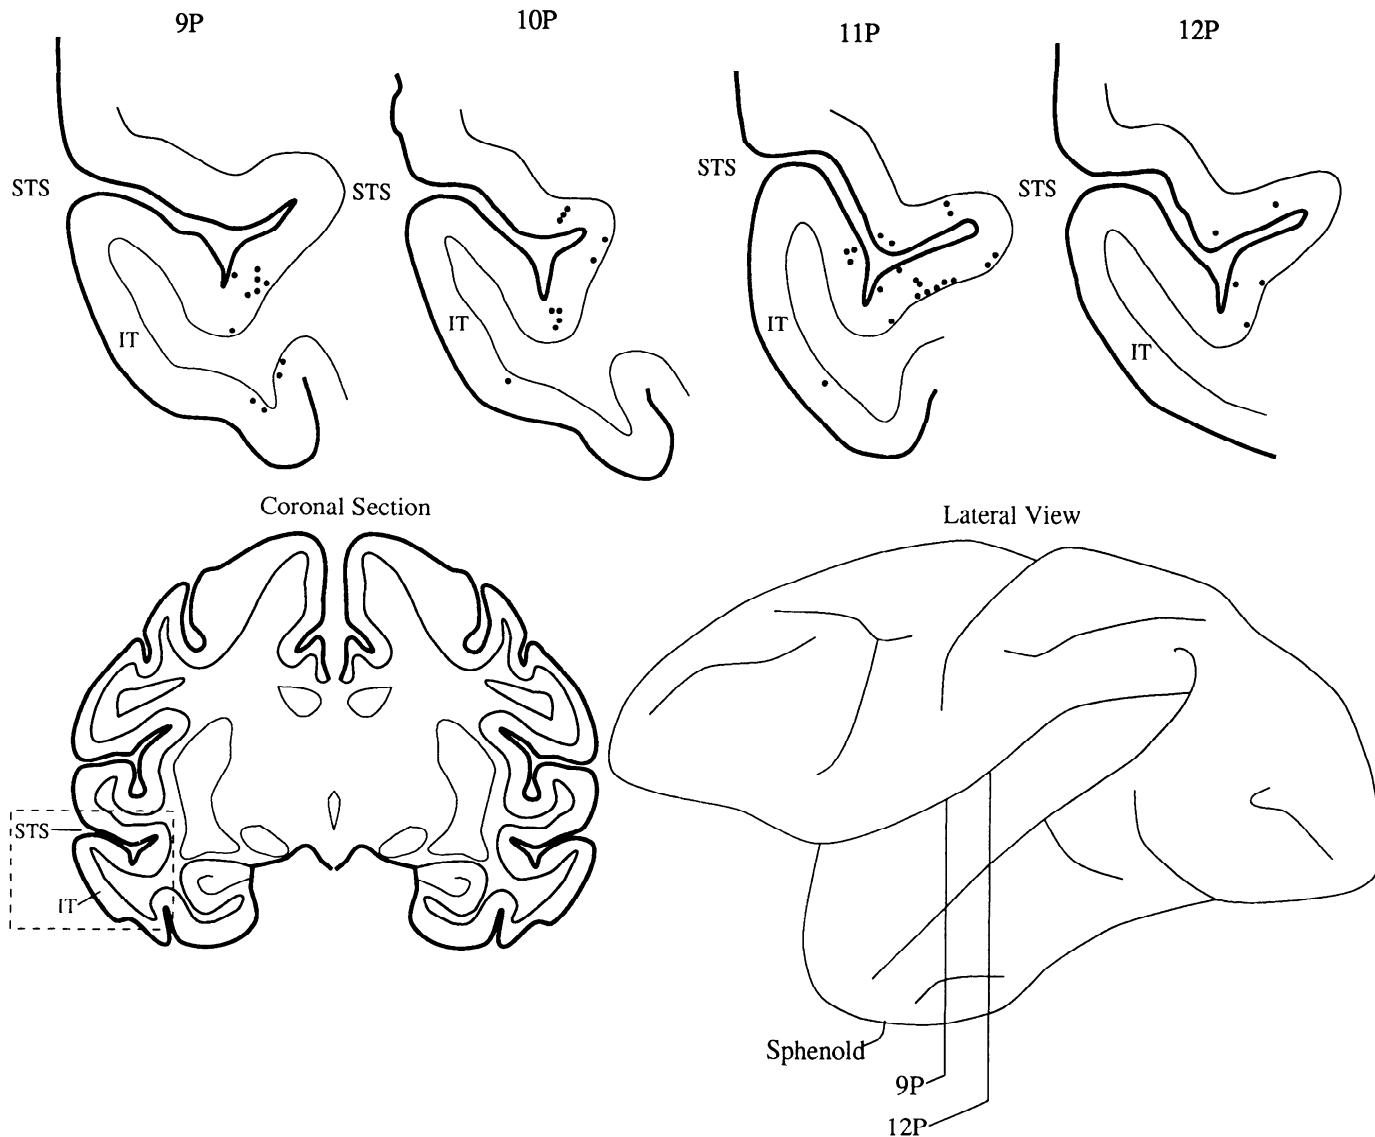 9P
10P
11P
12P
STS
STS
STS
STS
IT
IT
IT
IT
Coronal Section
Lateral View
STS
IT
Sphenold
9P
12P